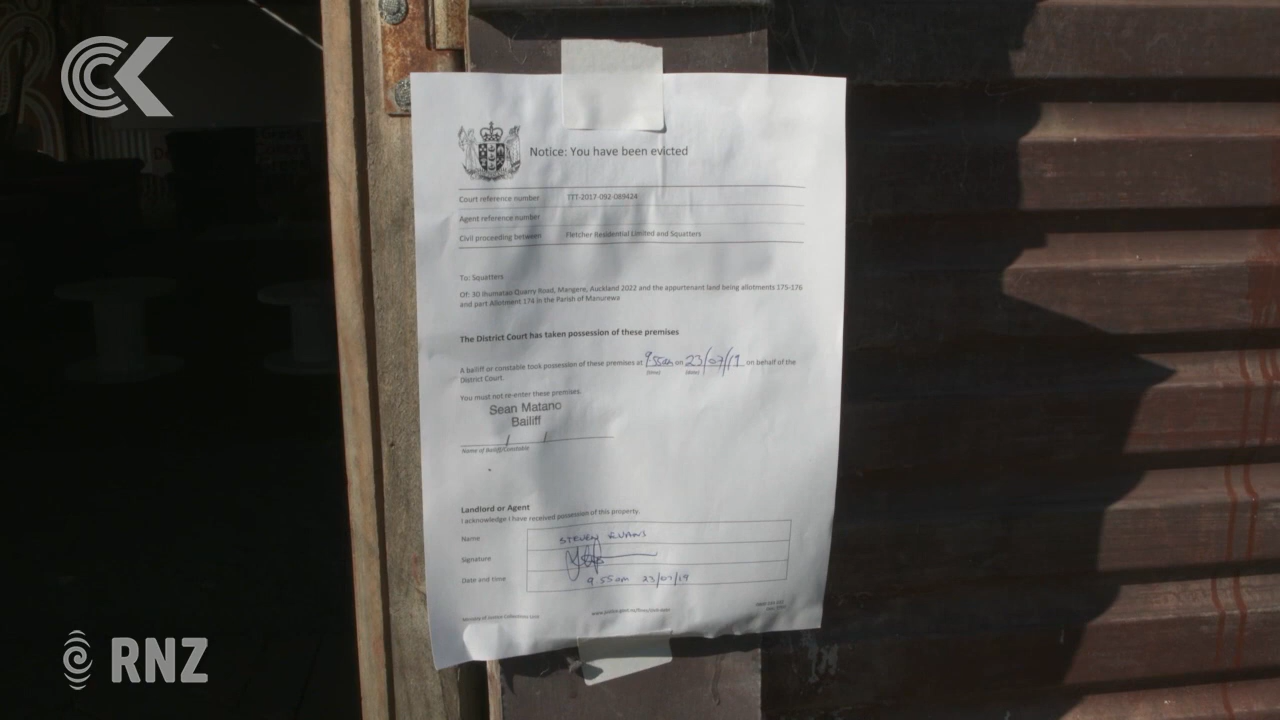 CK
Notice: You have been evicted
Court reference number TTT-2017-092-089424
Agent reference number
Civil proceeding between Fletcher Residential Limited and Squatters
To: Squatters
Of: 30 Ihumatao Quarry Road, Mangere, Auckland 2022 and the appurtenant land being allotments 175-176
and part Allotment 174 in the Parish of Manurewa
The District Court has taken possession of these premises
A bailiff or constable took possession of these premises at 9.55am on 23/07/19 on behalf of the
(time) (date)
District Court.
You must not re-enter these premises.
Sean Matano
Bailiff
Name of Bailiff/Constable
Landlord or Agent
I acknowledge I have received possession of this property.
Name STEVEN EVANS
Signature
Date and time 9.55am 23/07/19
Ministry of Justice Collections
RNZ